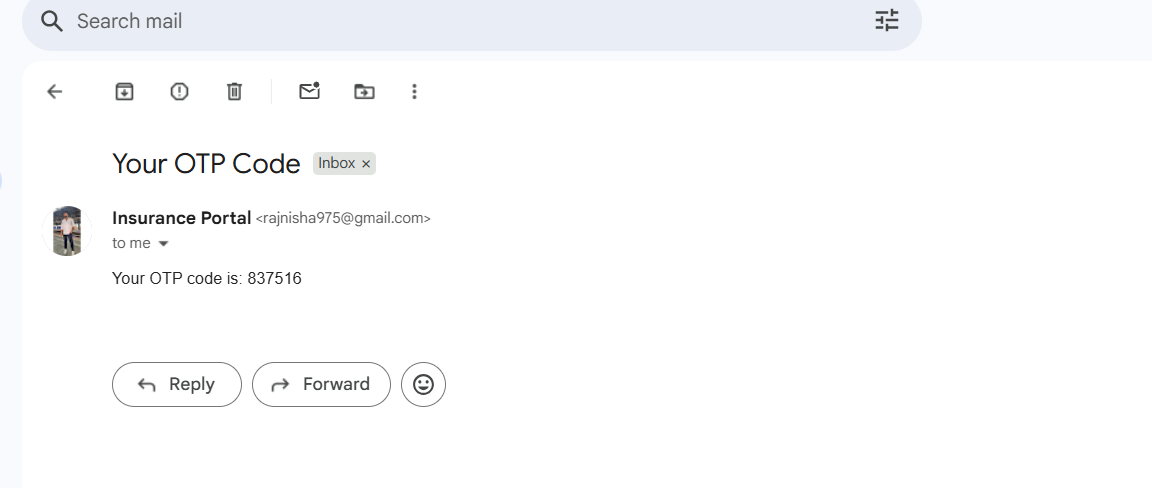 Search mail
Your OTP Code Inbox ×
Insurance Portal <rajnisha975@gmail.com>
to me
Your OTP code is: 837516
Reply Forward